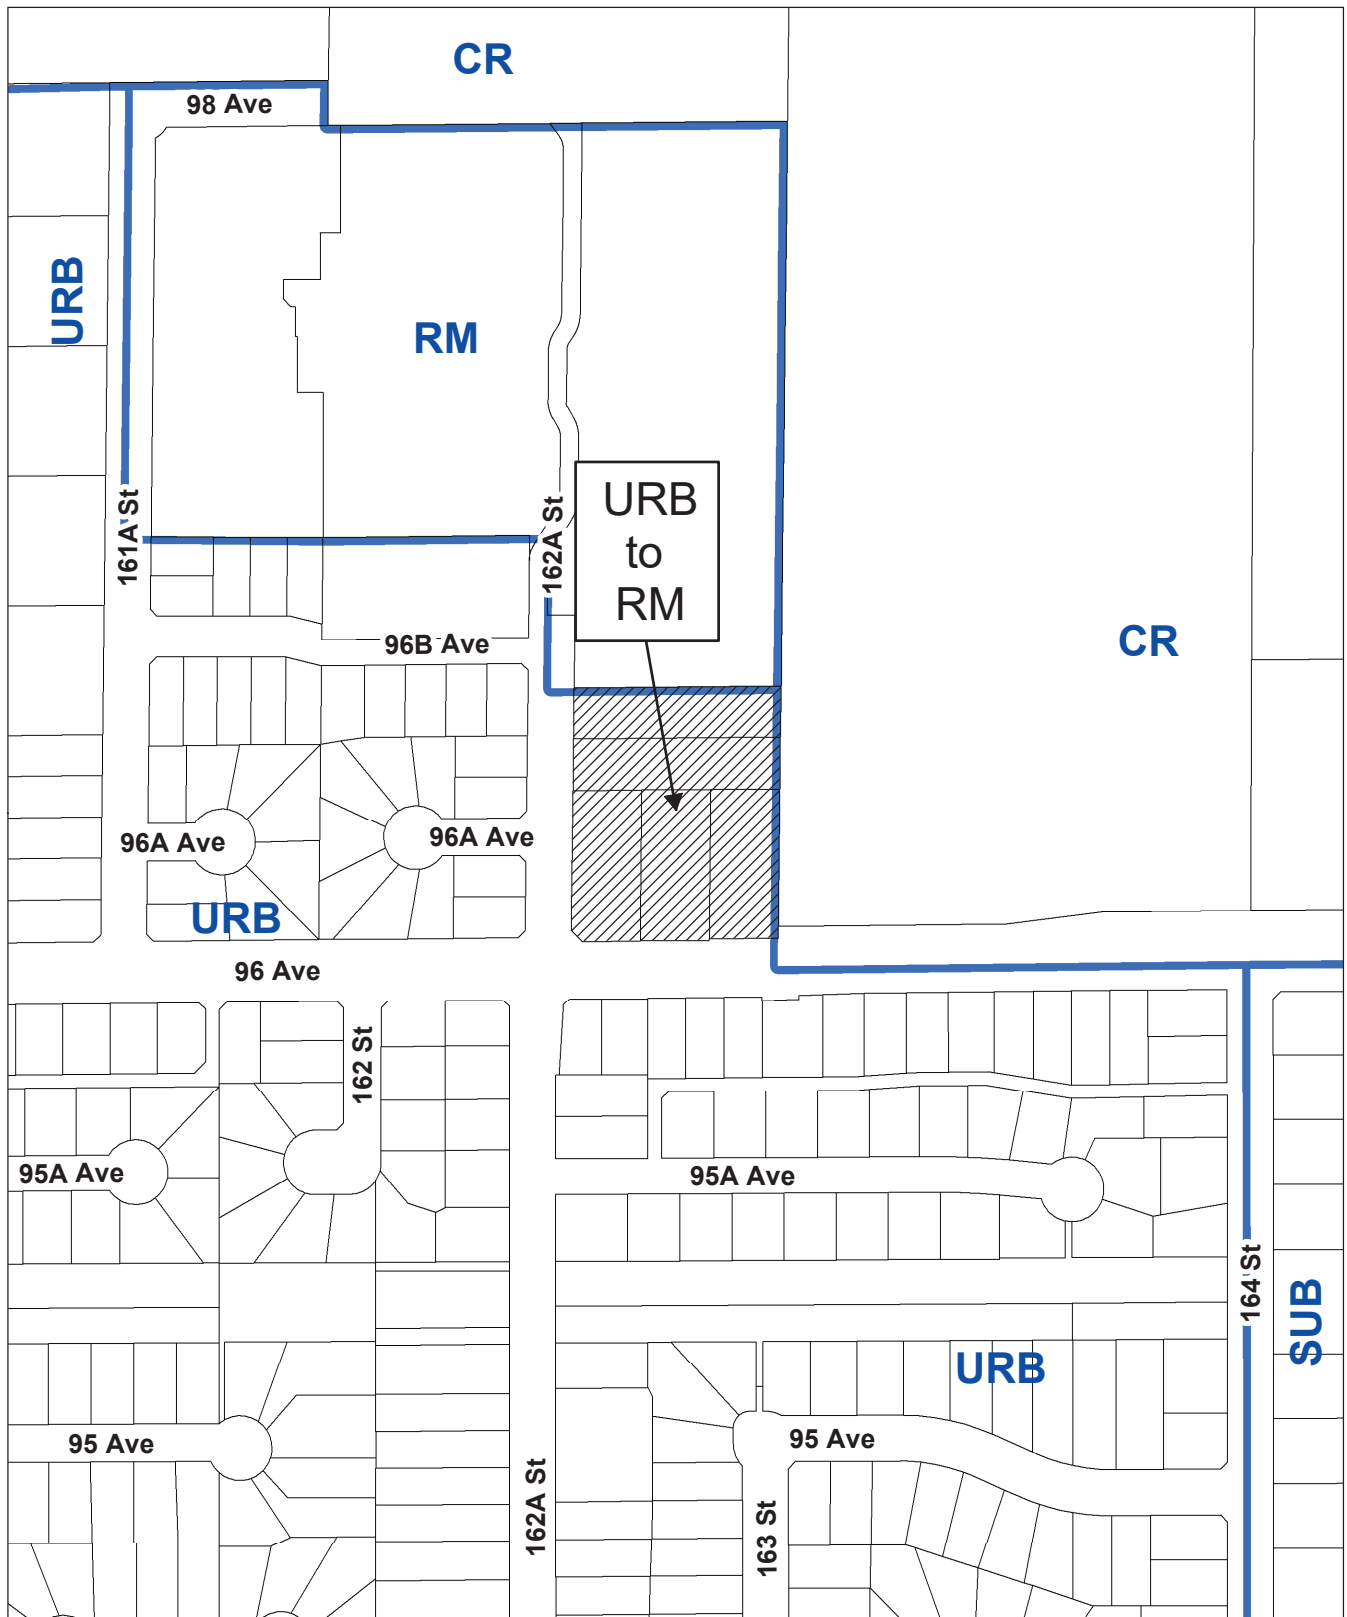 CR
98 Ave
URB
RM
161A St
162A St
URB
to
RM
96B Ave
CR
96A Ave
96A Ave
URB
96 Ave
162 St
95A Ave
95A Ave
164 St
SUB
URB
95 Ave
95 Ave
162A St
163 St